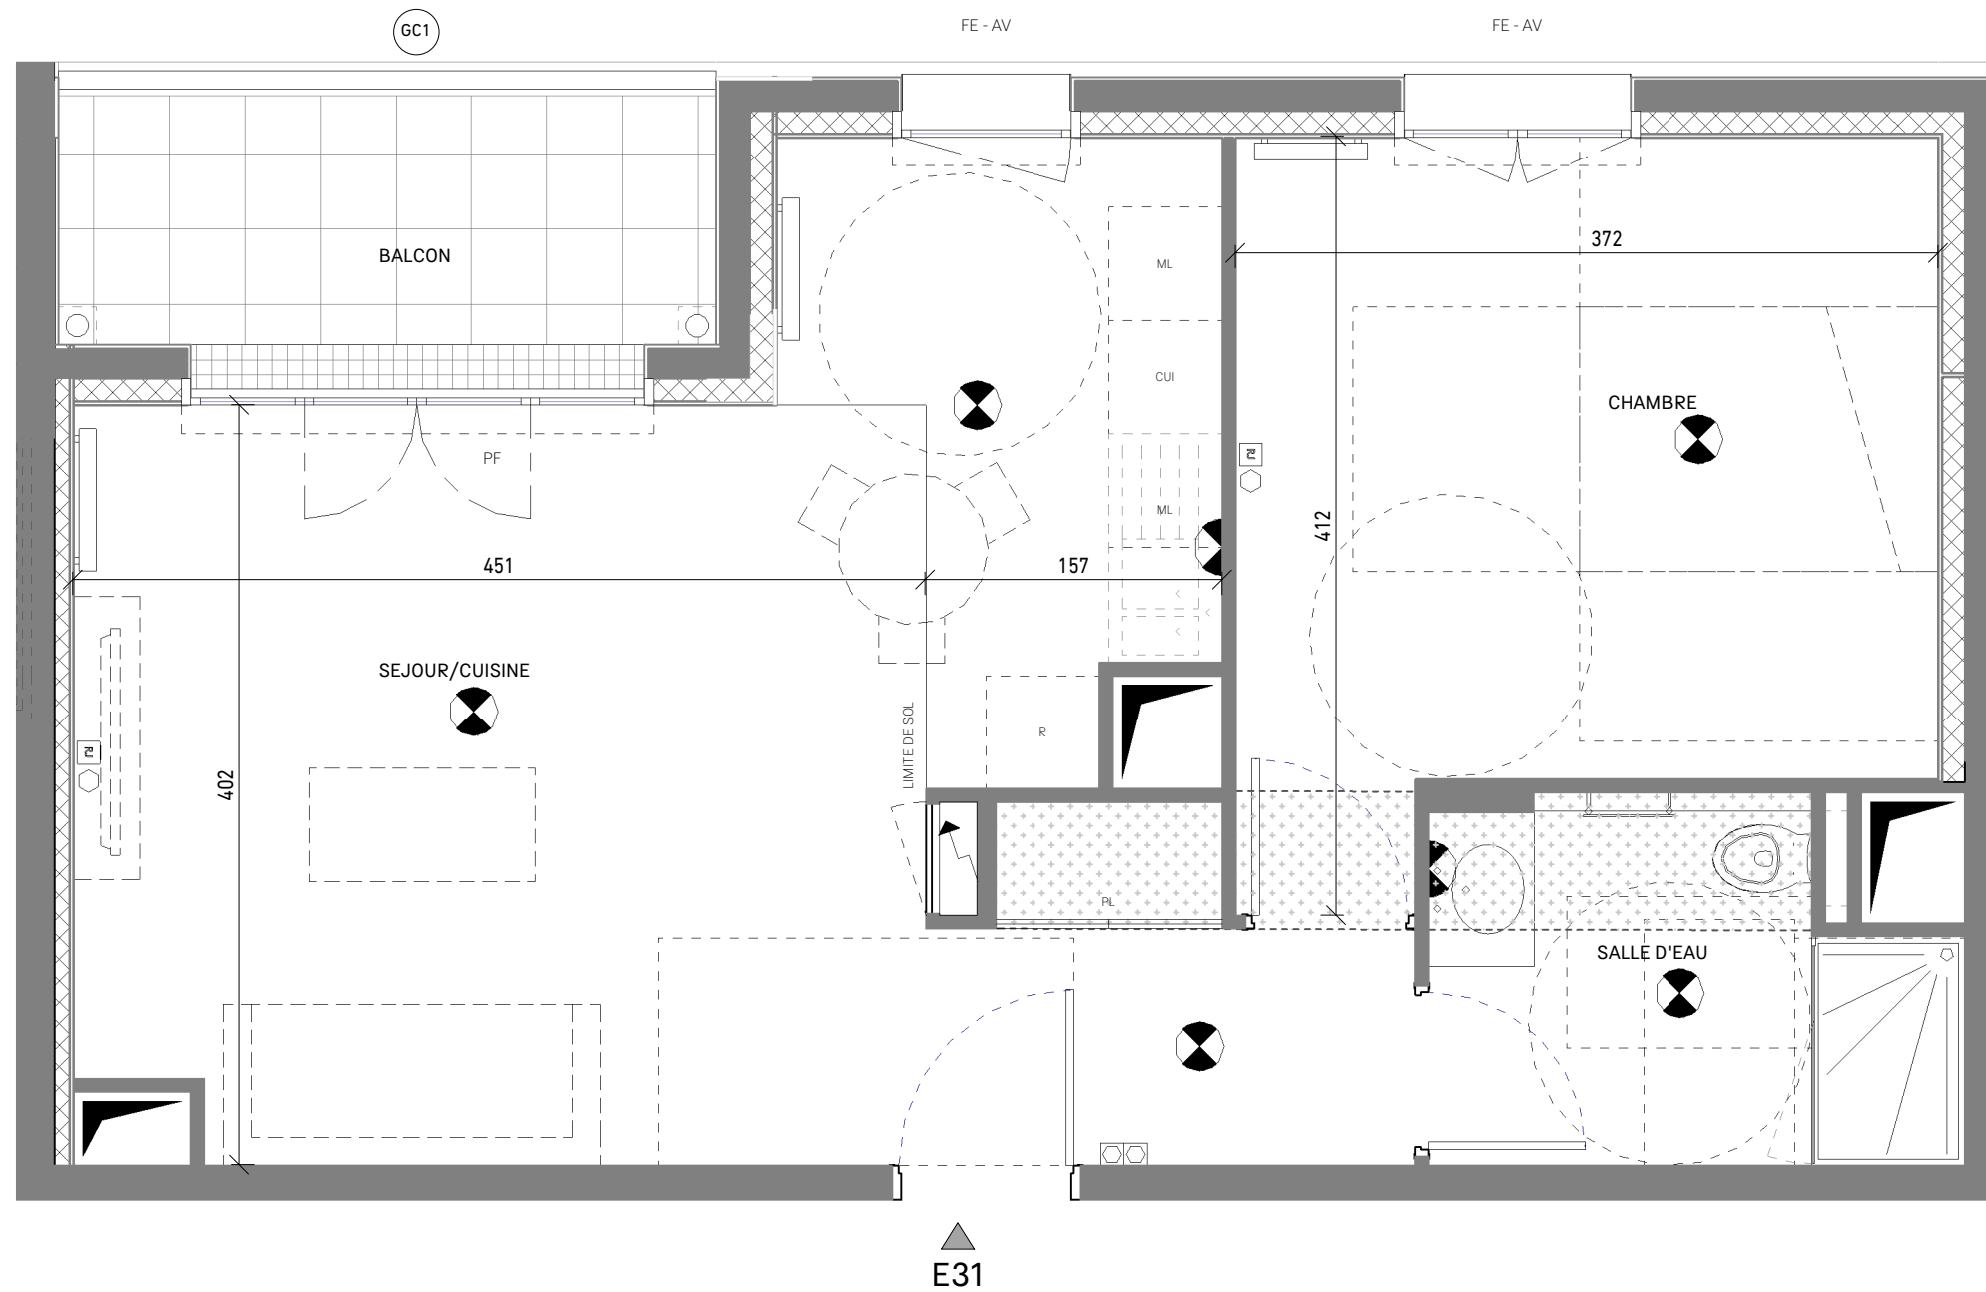 GC1
FE - AV
FE - AV
BALCON
372
ML
CUI
CHAMBRE
PF
RJ
ML
412
451
157
SEJOUR/CUISINE
LIMITE DE SOL
R
RJ
402
PL
SALLE D'EAU
E31